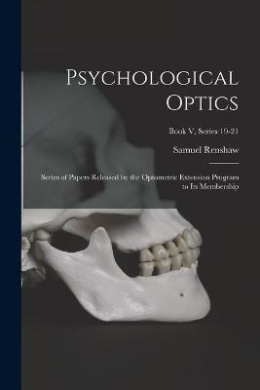 PSYCHOLOGICAL
OPTICS
Book V, Series 19-21
Samuel Renshaw
Series of Papers Released by the Optometric Extension Program
to Its Membership